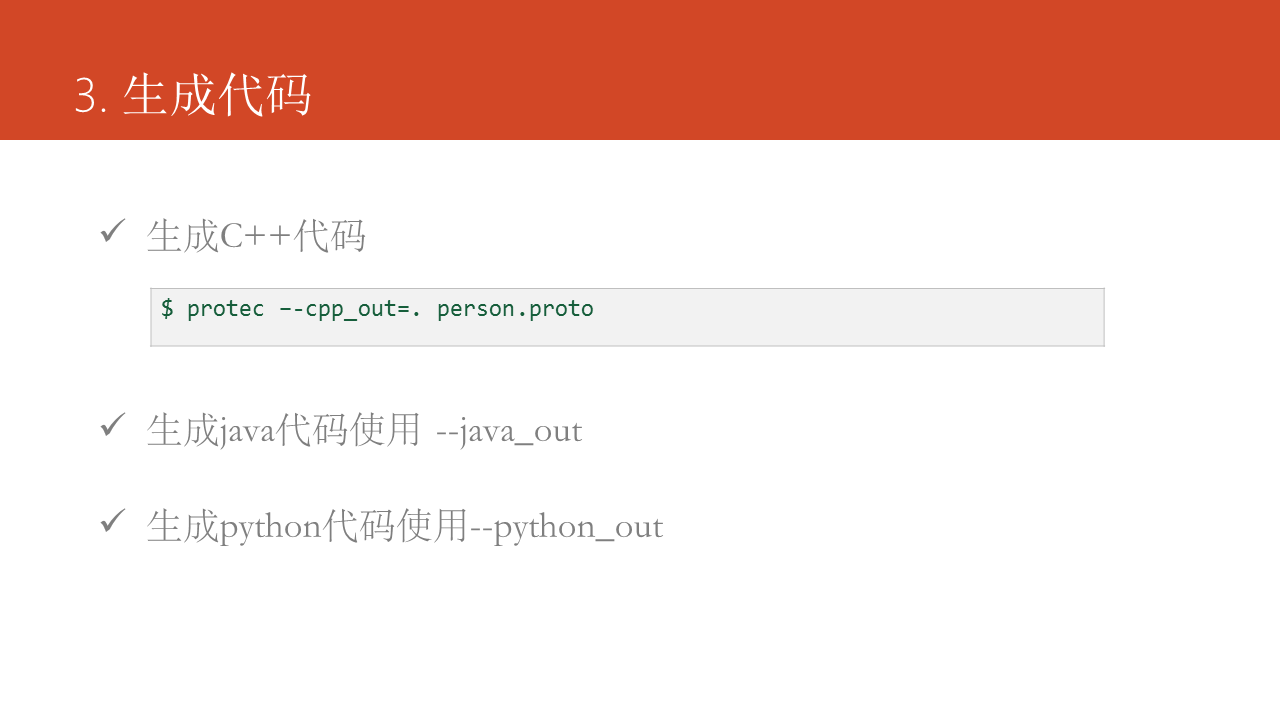 3. 生成代码
生成C++代码
$ protec –-cpp_out=. person.proto
生成java代码使用 --java_out
生成python代码使用--python_out